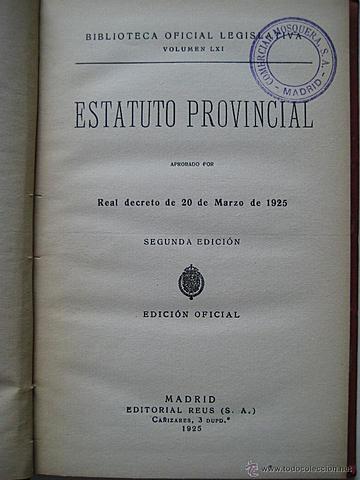 BIBLIOTECA OFICIAL LEGISLATIVA
VOLUMEN LXI
COMERCIAL MOSQUERA, S. A.
- MADRID -
ESTATUTO PROVINCIAL
APROBADO POR
Real decreto de 20 de Marzo de 1925
SEGUNDA EDICIÓN
EDICIÓN OFICIAL
MADRID
EDITORIAL REUS (S. A.)
CAÑIZARES, 3 DUPD.º
1925
© www.todocoleccion.net